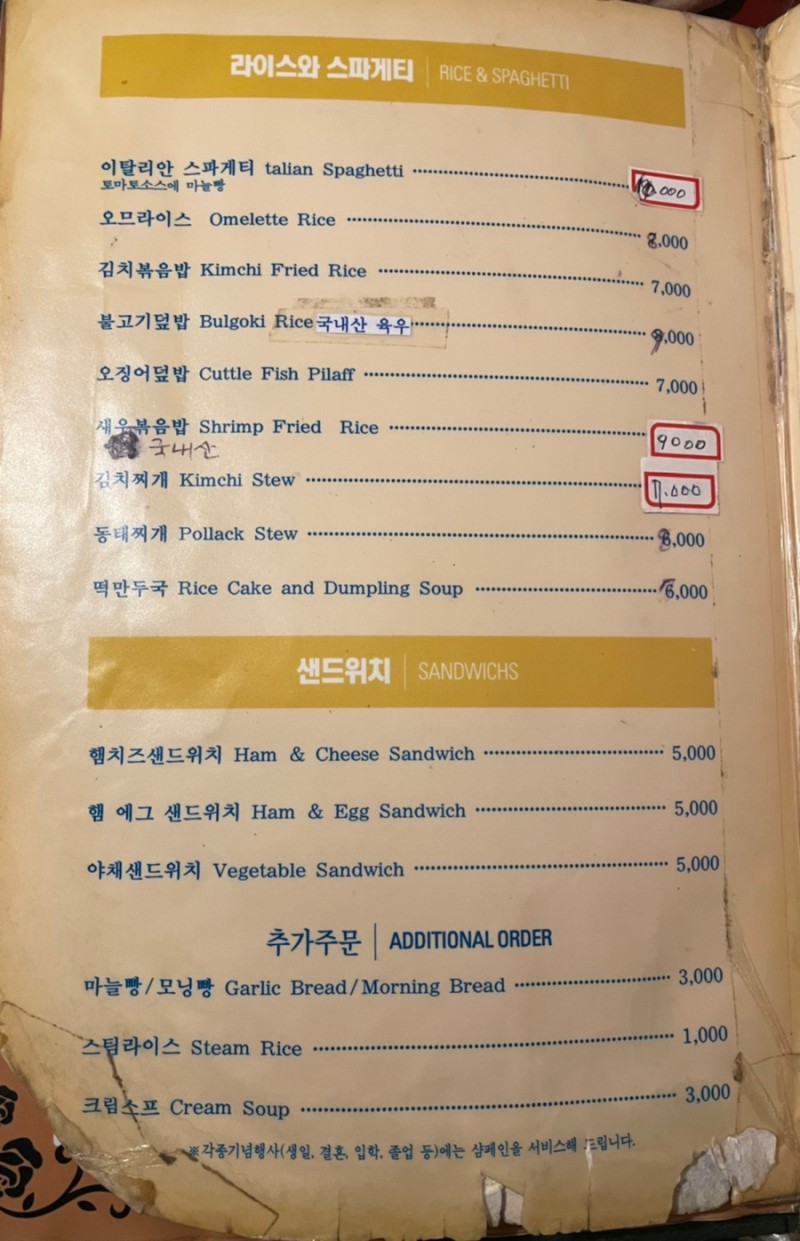 라이스와 스파게티 | RICE & SPAGHETTI
이탈리안 스파게티 talian Spaghetti ,000
토마토소스에 마늘빵
오므라이스 Omelette Rice 8,000
김치볶음밥 Kimchi Fried Rice 7,000
불고기덮밥 Bulgoki Rice 국내산 육우 9,000
오징어덮밥 Cuttle Fish Pilaff 7,000
새우볶음밥 Shrimp Fried Rice 9000
국내산
김치찌개 Kimchi Stew 7.000
동태찌개 Pollack Stew 8,000
떡만두국 Rice Cake and Dumpling Soup ,000
샌드위치 | SANDWICHS
햄치즈샌드위치 Ham & Cheese Sandwich 5,000
햄 에그 샌드위치 Ham & Egg Sandwich 5,000
야채샌드위치 Vegetable Sandwich 5,000
추가주문 | ADDITIONAL ORDER
마늘빵/모닝빵 Garlic Bread/Morning Bread 3,000
스팀라이스 Steam Rice 1,000
크림소프 Cream Soup 3,000
※각종기념행사(생일, 결혼, 입학, 졸업 등)에는 샴페인을 서비스해 드립니다.